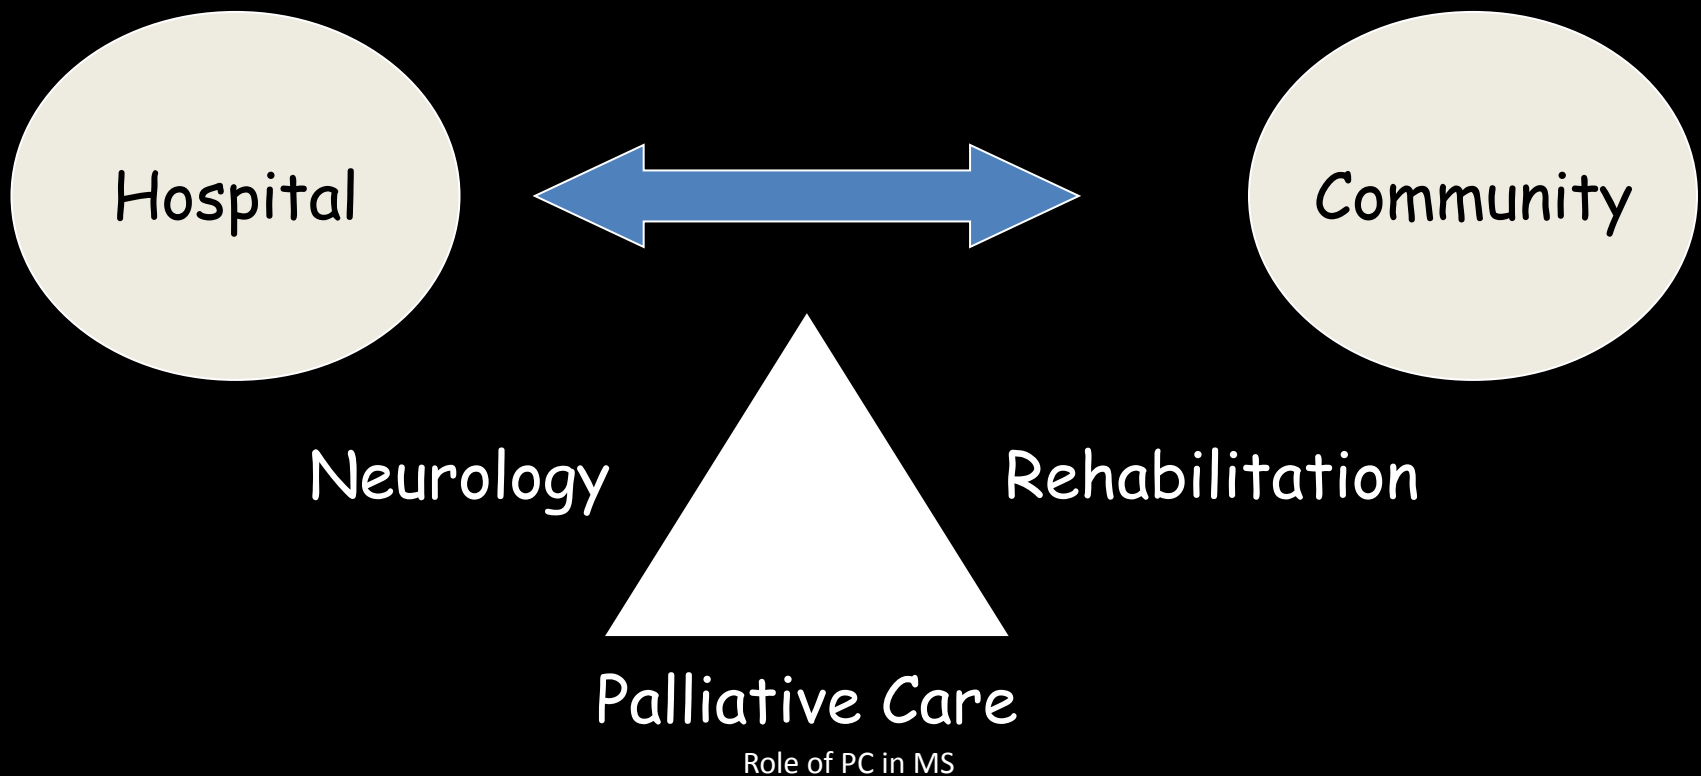 Hospital
Community
Neurology
Rehabilitation
Palliative Care
Role of PC in MS